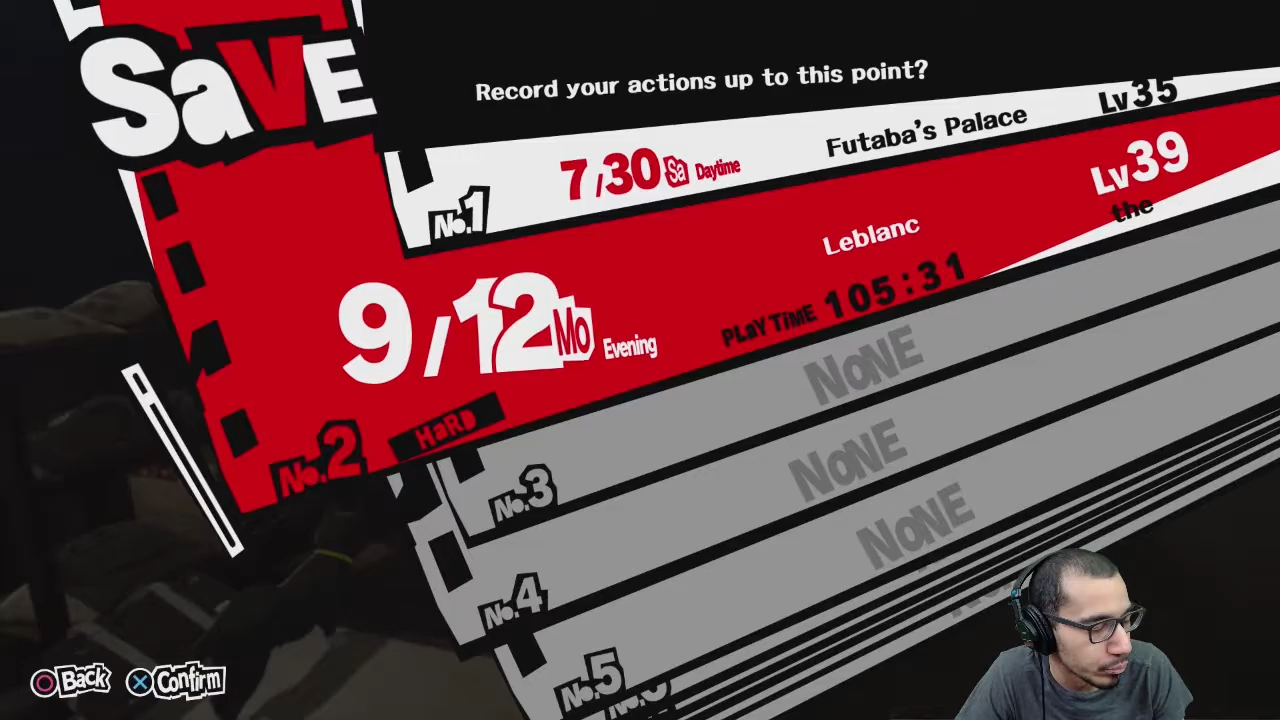 SaVE
Record your actions up to this point?
No.1 7/30 Sa Daytime Futaba's Palace Lv35
No.2 9/12 Mo Evening Leblanc Lv39
the
PLaY TiME 105:31
HaRD
No.3 NoNE
No.4 NoNE
No.5 NoNE
Back Confirm